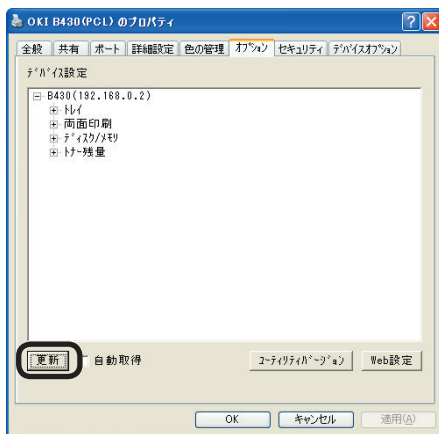 OKI B430(PCL) のプロパティ
全般 共有 ポート 詳細設定 色の管理 オプション セキュリティ デバイスオプション
デバイス設定
B430(192.168.0.2)
トレイ
両面印刷
ディスク/メモリ
トナー残量
更新 自動取得 ユーティリティバージョン Web設定
OK キャンセル 適用(A)